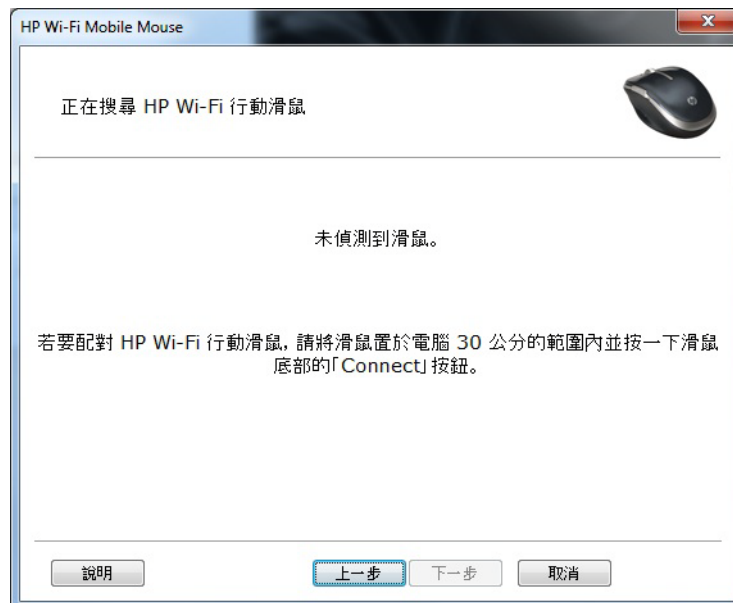 HP Wi-Fi Mobile Mouse
正在搜尋 HP Wi-Fi 行動滑鼠
未偵測到滑鼠。
若要配對 HP Wi-Fi 行動滑鼠, 請將滑鼠置於電腦 30 公分的範圍內並按一下滑鼠
底部的「Connect」按鈕。
說明 上一步 下一步 取消